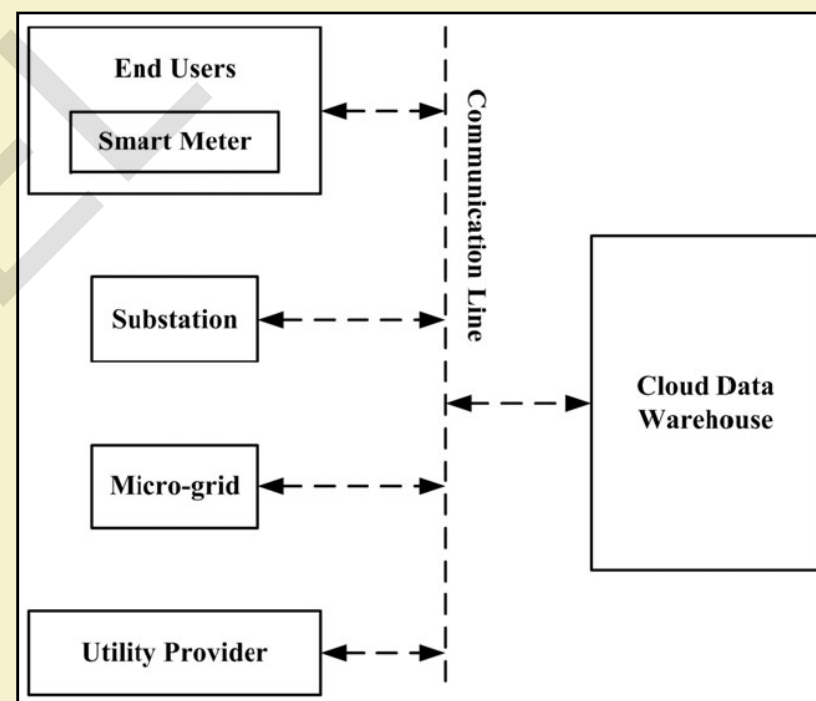 End Users
Smart Meter
Communication Line
Substation
Cloud Data
Warehouse
Micro-grid
Utility Provider